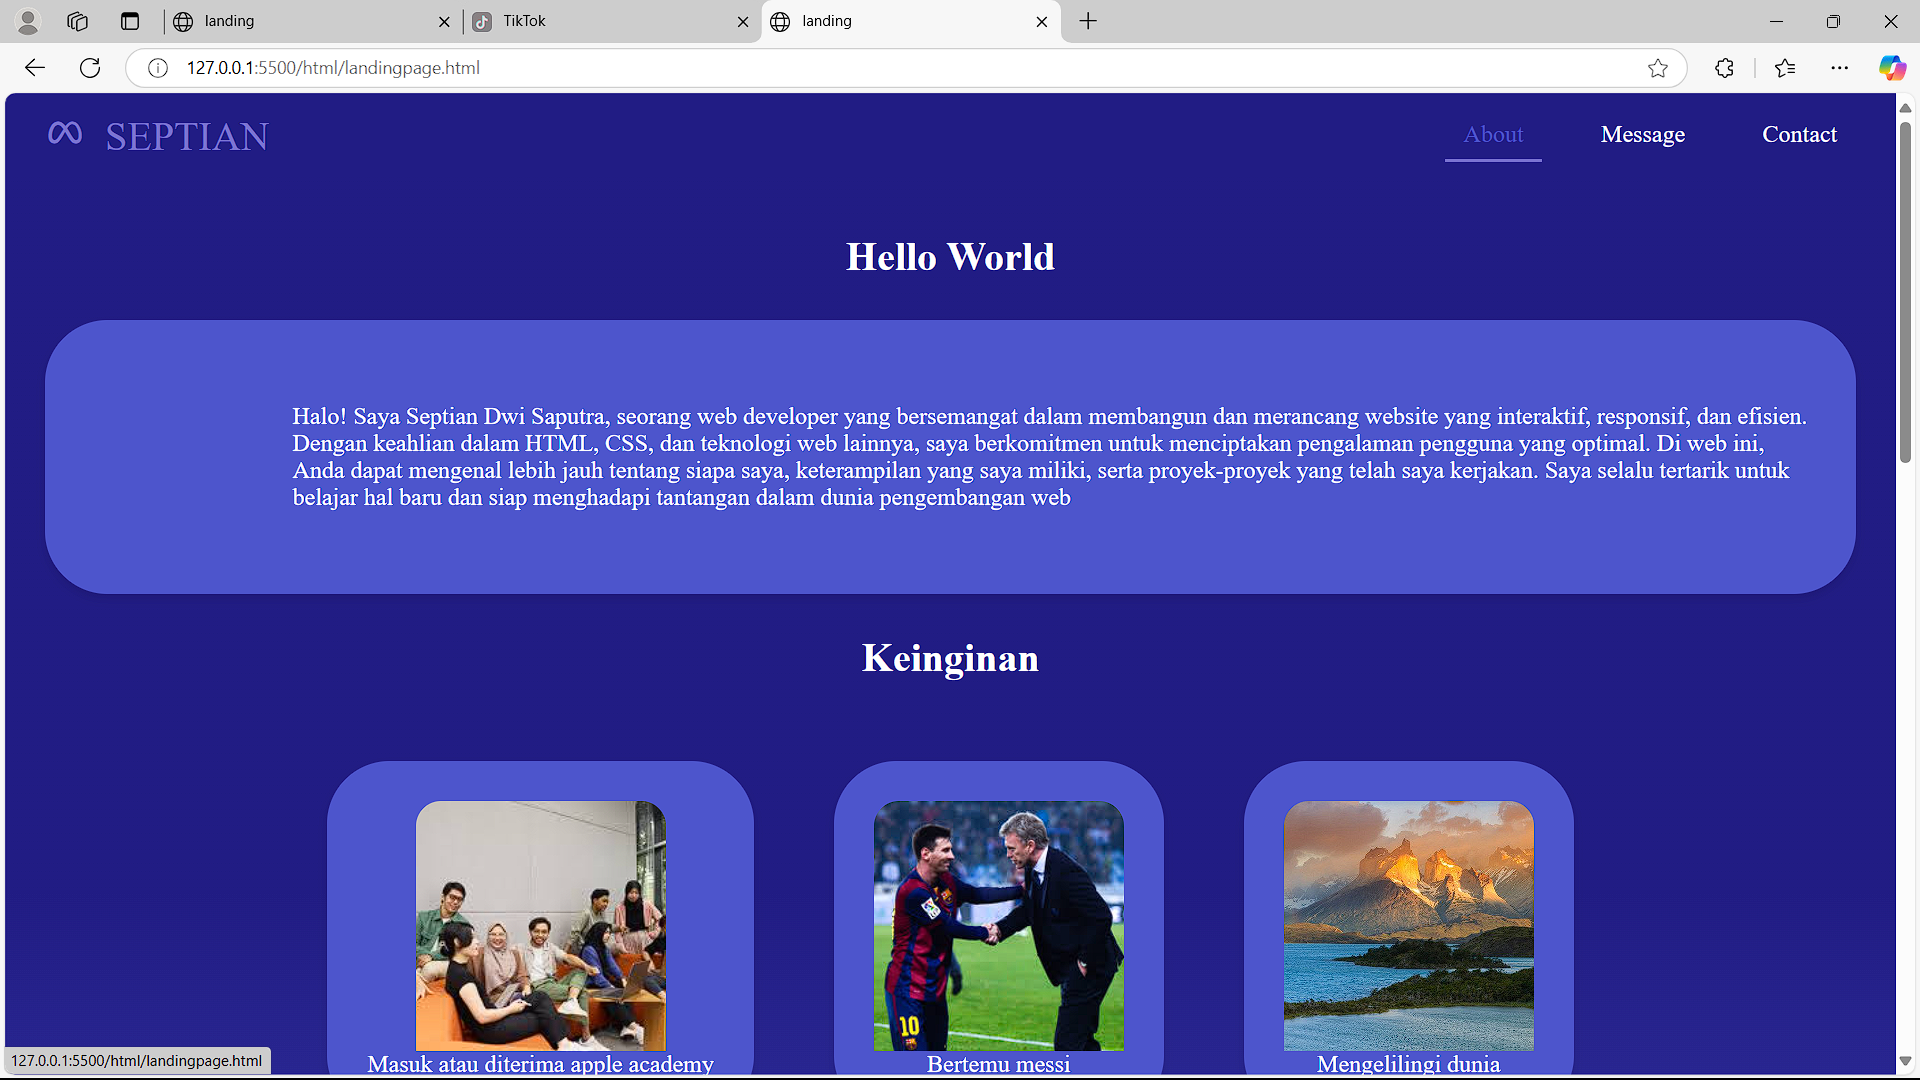 landing
TikTok
landing
127.0.0.1:5500/html/landingpage.html
SEPTIAN
About
Message
Contact
Hello World
Halo! Saya Septian Dwi Saputra, seorang web developer yang bersemangat dalam membangun dan merancang website yang interaktif, responsif, dan efisien.
Dengan keahlian dalam HTML, CSS, dan teknologi web lainnya, saya berkomitmen untuk menciptakan pengalaman pengguna yang optimal. Di web ini,
Anda dapat mengenal lebih jauh tentang siapa saya, keterampilan yang saya miliki, serta proyek-proyek yang telah saya kerjakan. Saya selalu tertarik untuk
belajar hal baru dan siap menghadapi tantangan dalam dunia pengembangan web
Keinginan
10
Masuk atau diterima apple academy
Bertemu messi
Mengelilingi dunia
127.0.0.1:5500/html/landingpage.html